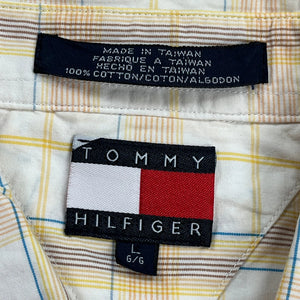 MADE IN TAIWAN
FABRIQUE A TAIWAN
HECHO EN TAIWAN
100% COTTON/COTON/ALGODON
TOMMY
HILFIGER
L
G/G